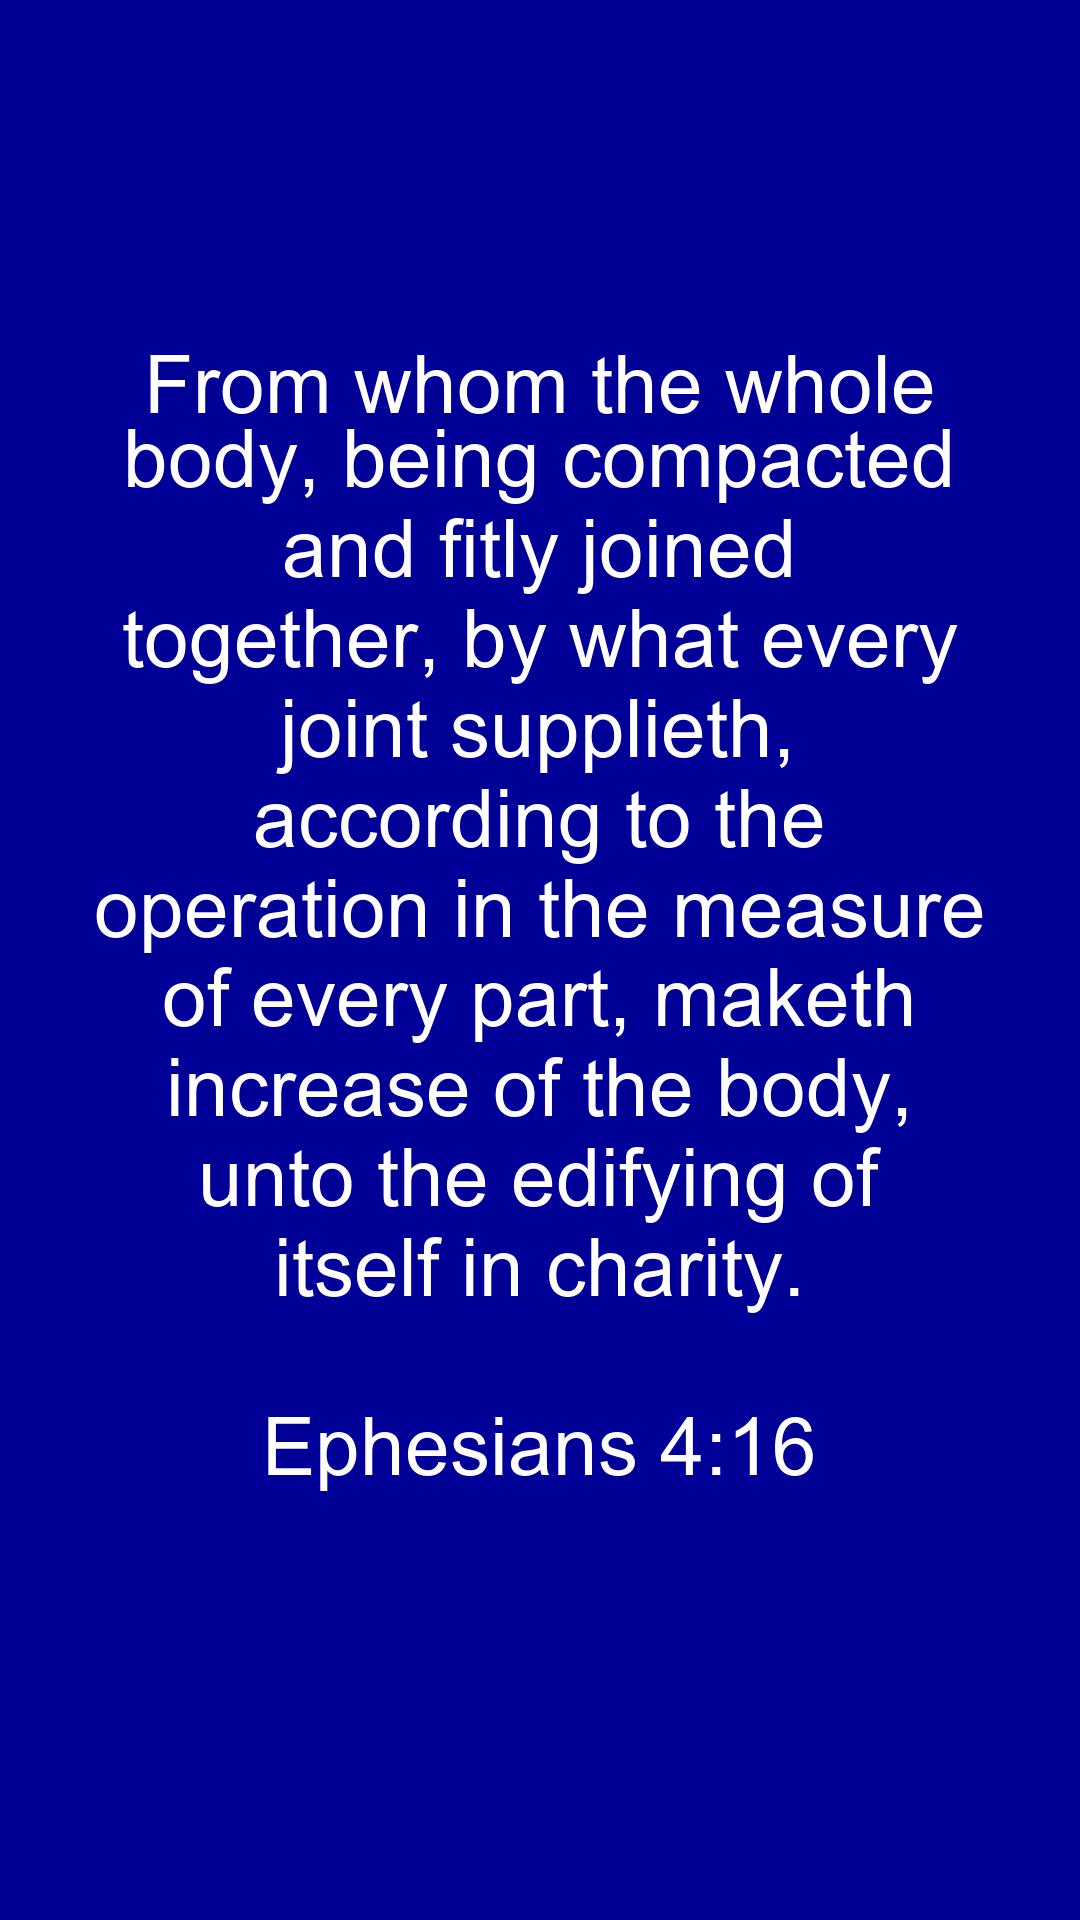 From whom the whole
body, being compacted
and fitly joined
together, by what every
joint supplieth,
according to the
operation in the measure
of every part, maketh
increase of the body,
unto the edifying of
itself in charity.
Ephesians 4:16